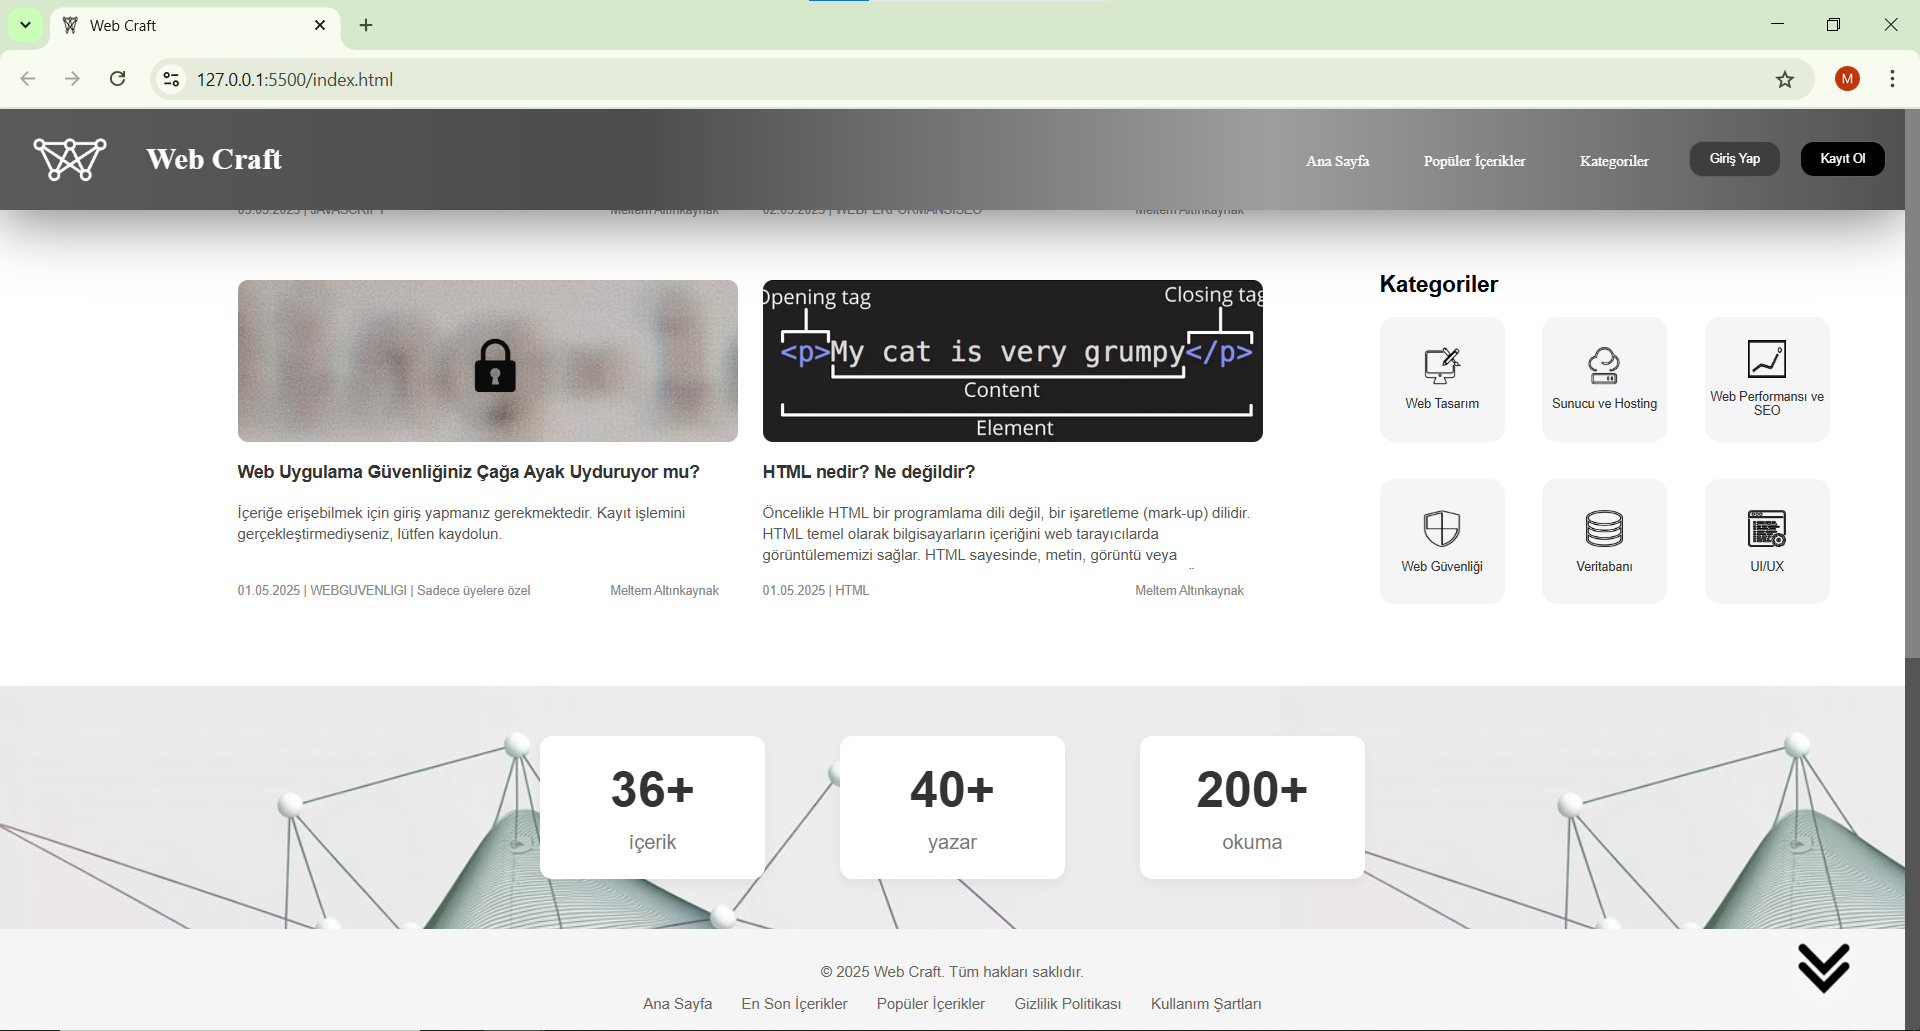 Web Craft
127.0.0.1:5500/index.html
M
Web Craft
Ana Sayfa
Popüler İçerikler
Kategoriler
Giriş Yap
Kayıt Ol
Meltem Altınkaynak
Meltem Altınkaynak
Opening tag
Closing tag
<p>My cat is very grumpy</p>
Content
Element
Web Uygulama Güvenliğiniz Çağa Ayak Uyduruyor mu?
İçeriğe erişebilmek için giriş yapmanız gerekmektedir. Kayıt işlemini
gerçekleştirmediyseniz, lütfen kaydolun.
01.05.2025 | WEBGUVENLIGI | Sadece üyelere özel
Meltem Altınkaynak
HTML nedir? Ne değildir?
Öncelikle HTML bir programlama dili değil, bir işaretleme (mark-up) dilidir.
HTML temel olarak bilgisayarların içeriğini web tarayıcılarda
görüntülememizi sağlar. HTML sayesinde, metin, görüntü veya
01.05.2025 | HTML
Meltem Altınkaynak
Kategoriler
Web Tasarım
Sunucu ve Hosting
Web Performansı ve
SEO
Web Güvenliği
Veritabanı
UI/UX
36+
içerik
40+
yazar
200+
okuma
© 2025 Web Craft. Tüm hakları saklıdır.
Ana Sayfa
En Son İçerikler
Popüler İçerikler
Gizlilik Politikası
Kullanım Şartları